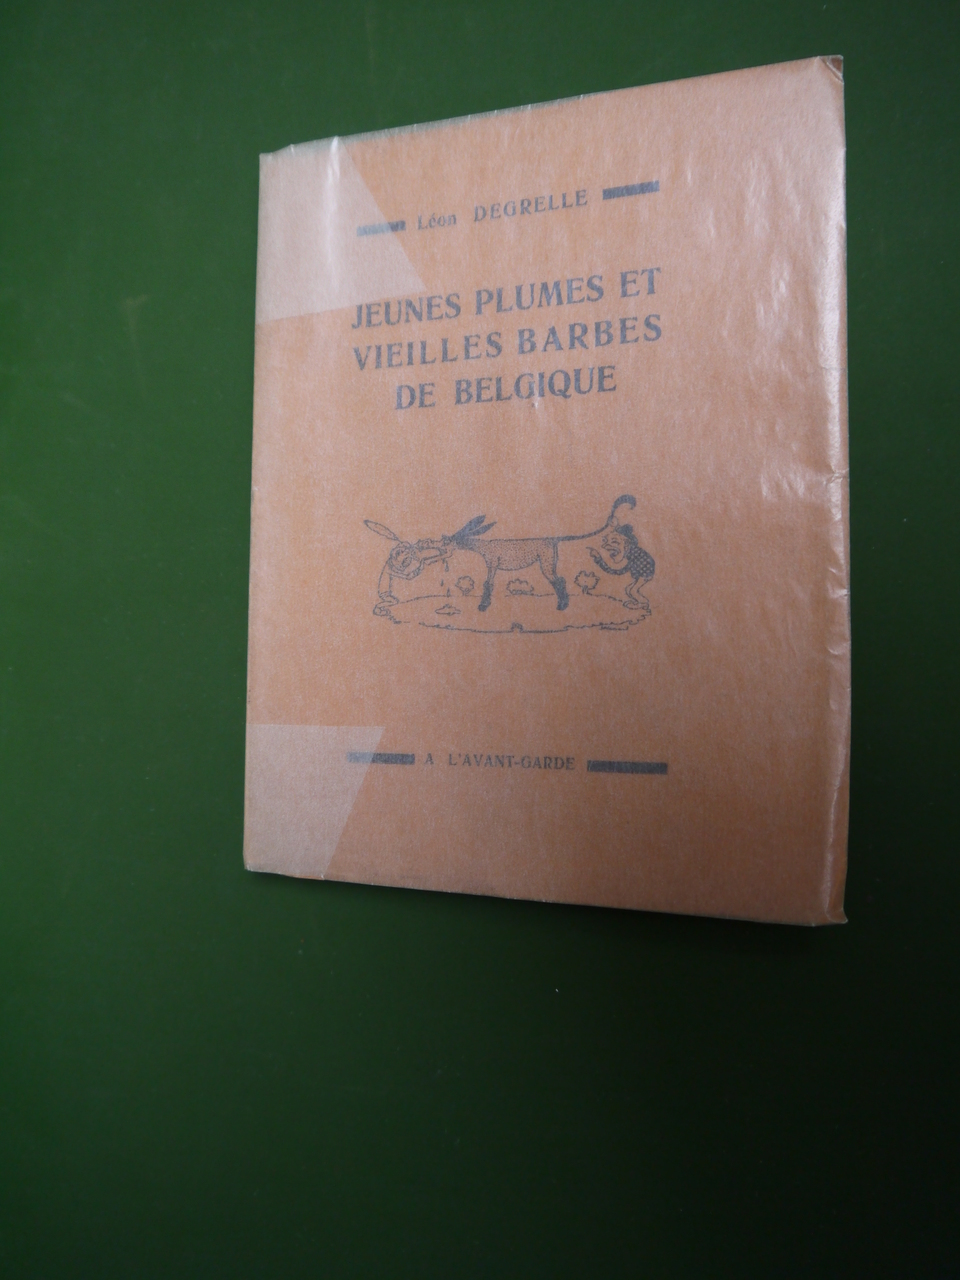 Léon DEGRELLE
JEUNES PLUMES ET
VIEILLES BARBES
DE BELGIQUE
A L'AVANT-GARDE